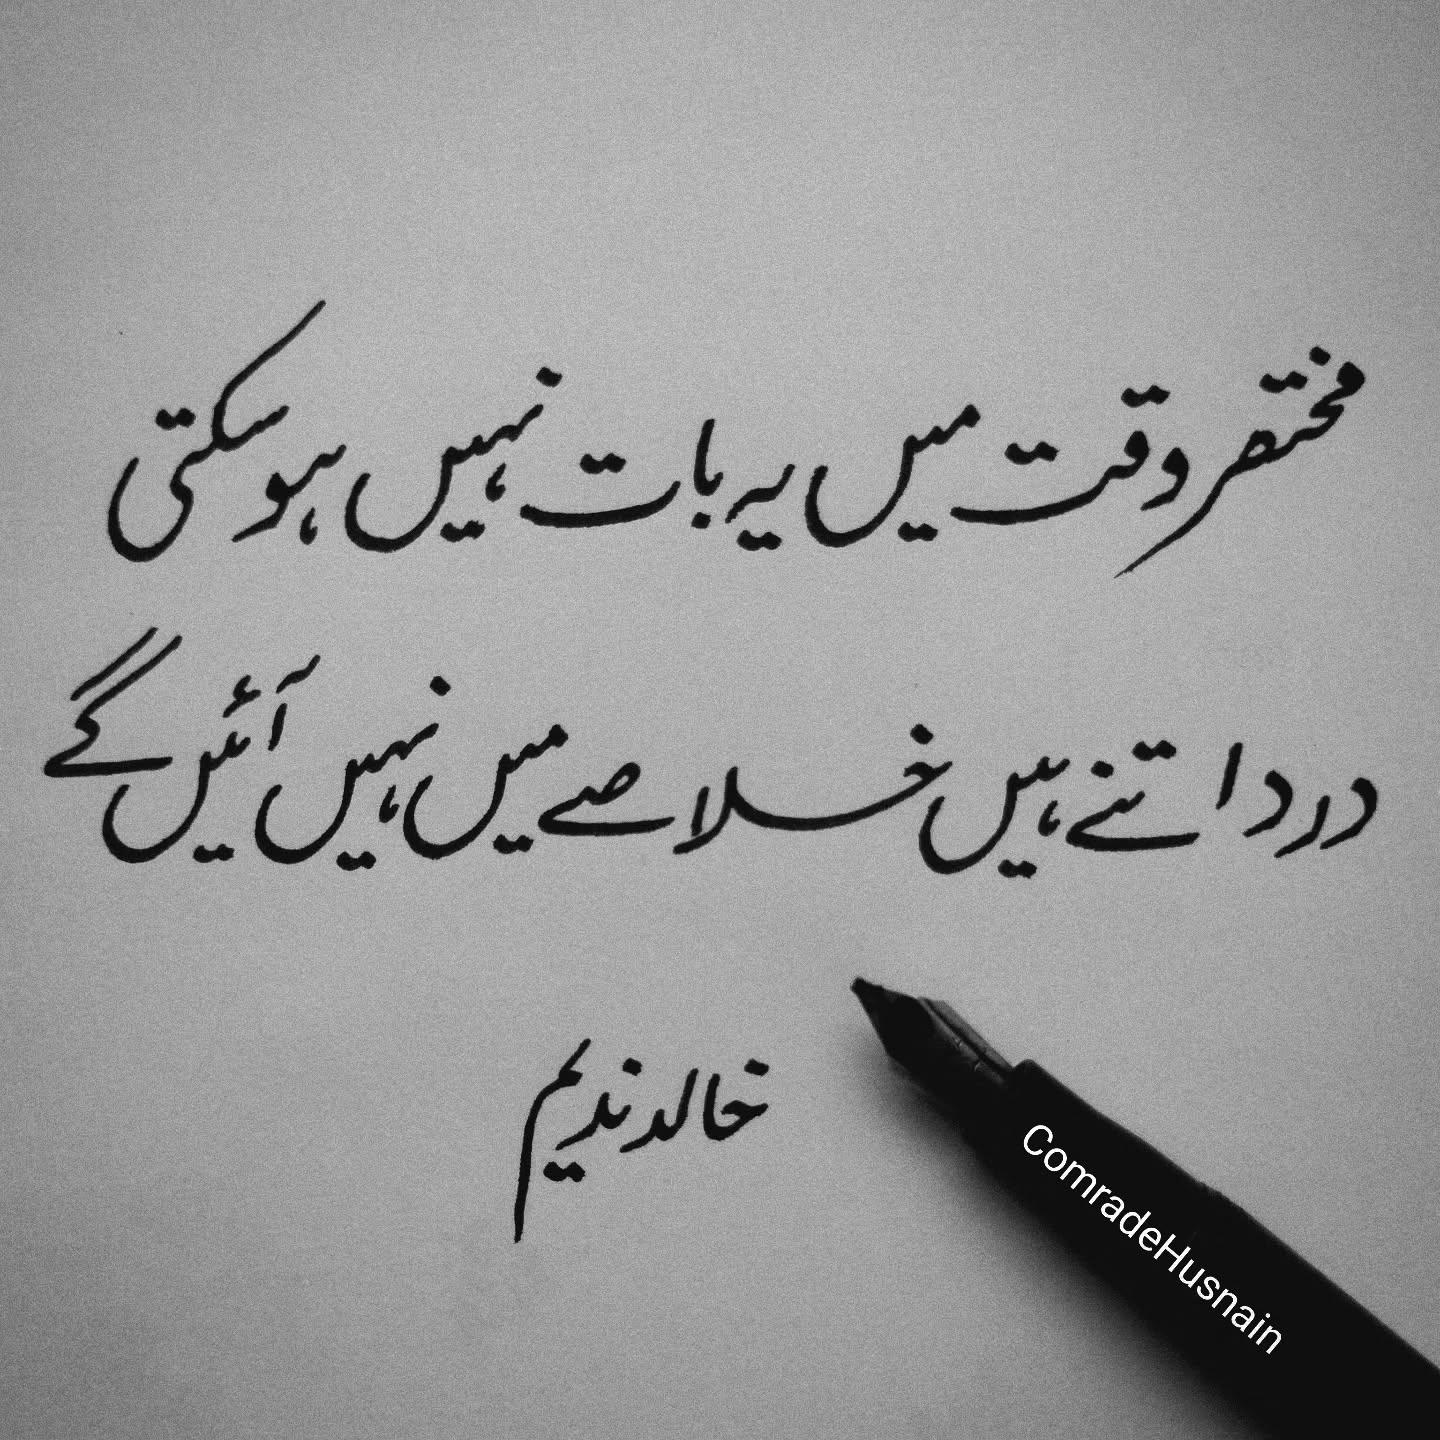 مختصر وقت میں یہ بات نہیں ہو سکتی
درد اتنے ہیں خلاصے میں نہیں آئیں گے
خالد ندیم
ComradeHusnain